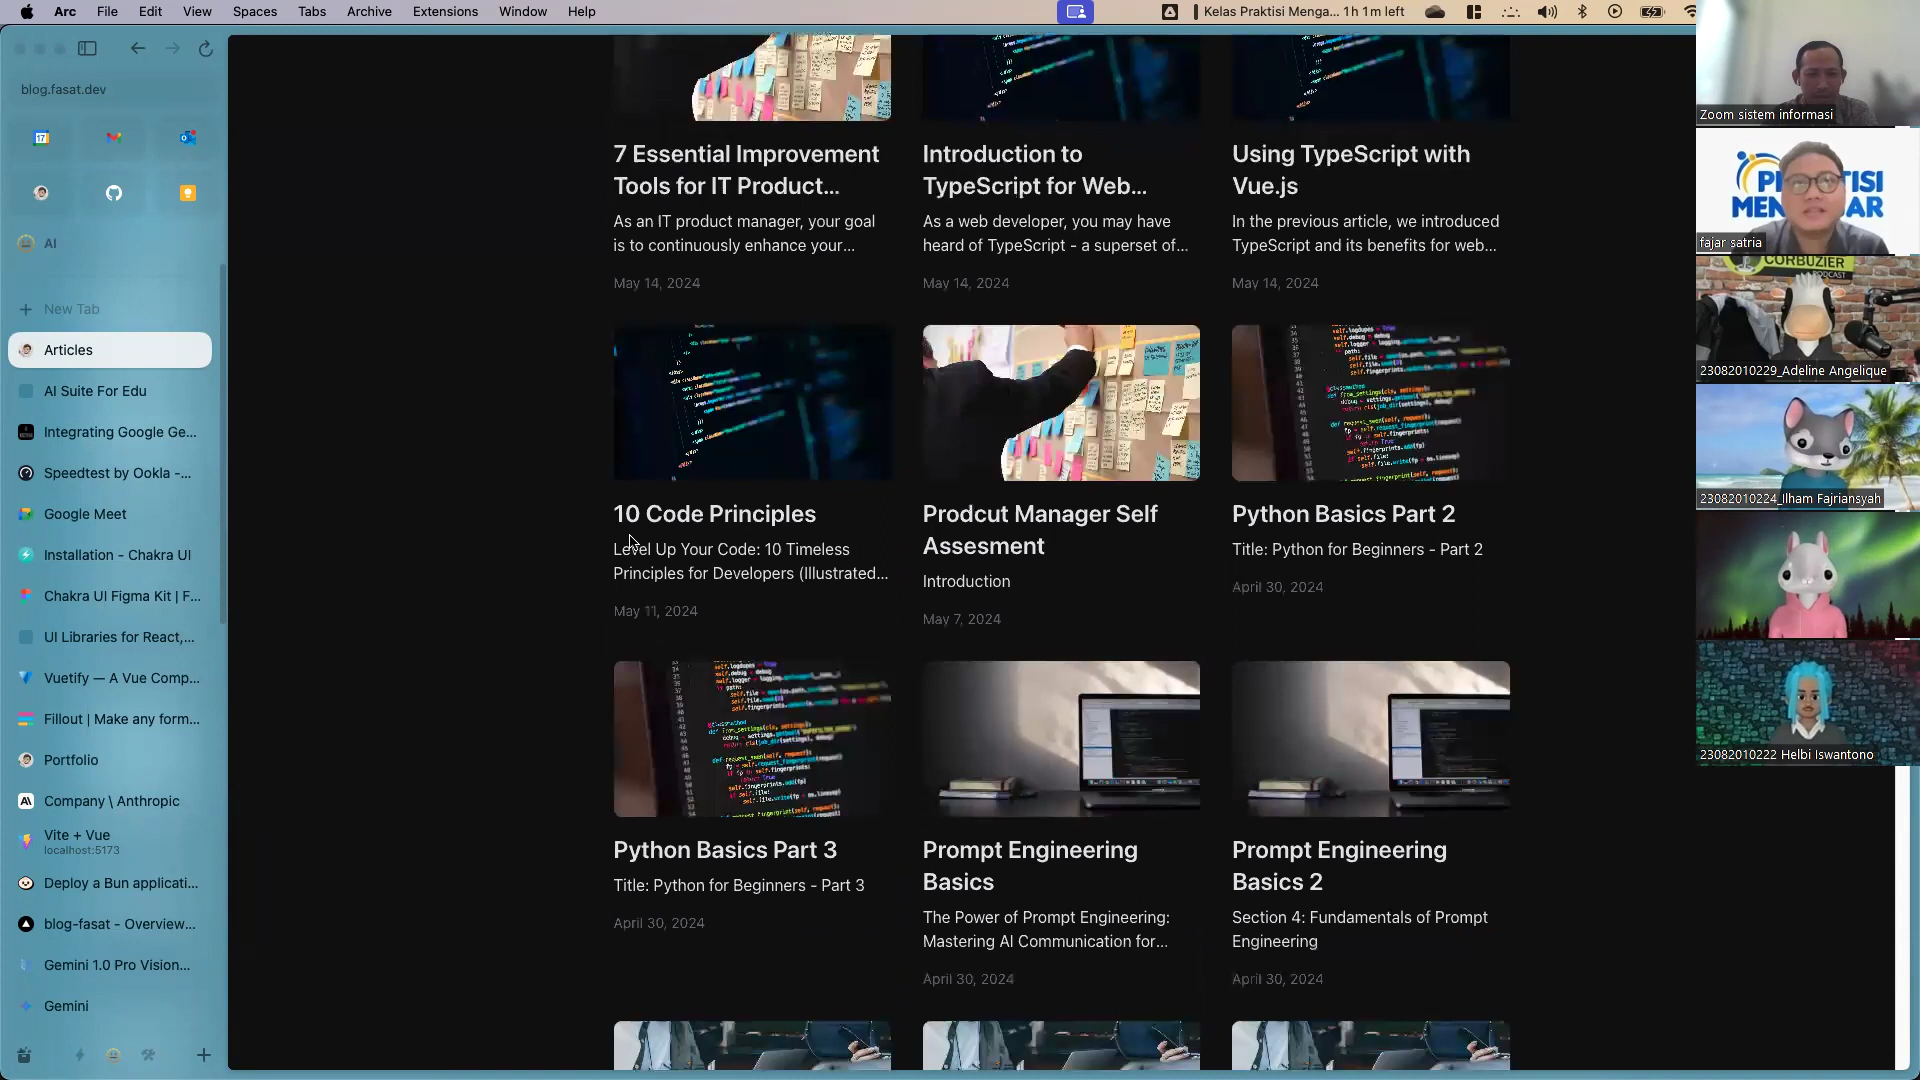 Arc File Edit View Spaces Tabs Archive Extensions Window Help
Kelas Praktisi Menga... 1h 1m left
blog.fasat.dev
17
AI
New Tab
Articles
AI Suite For Edu
Integrating Google Ge...
Speedtest by Ookla -...
Google Meet
Installation - Chakra UI
Chakra UI Figma Kit | F...
UI Libraries for React,...
Vuetify — A Vue Comp...
Fillout | Make any form...
Portfolio
Company \ Anthropic
Vite + Vue
localhost:5173
Deploy a Bun applicati...
blog-fasat - Overview...
Gemini 1.0 Pro Vision...
Gemini
7 Essential Improvement
Tools for IT Product...
As an IT product manager, your goal
is to continuously enhance your...
May 14, 2024
Introduction to
TypeScript for Web...
As a web developer, you may have
heard of TypeScript - a superset of...
May 14, 2024
Using TypeScript with
Vue.js
In the previous article, we introduced
TypeScript and its benefits for web...
May 14, 2024
10 Code Principles
Level Up Your Code: 10 Timeless
Principles for Developers (Illustrated...
May 11, 2024
Prodcut Manager Self
Assesment
Introduction
May 7, 2024
Python Basics Part 2
Title: Python for Beginners - Part 2
April 30, 2024
Python Basics Part 3
Title: Python for Beginners - Part 3
April 30, 2024
Prompt Engineering
Basics
The Power of Prompt Engineering:
Mastering AI Communication for...
April 30, 2024
Prompt Engineering
Basics 2
Section 4: Fundamentals of Prompt
Engineering
April 30, 2024
Zoom sistem informasi
fajar satria
CORBUZIER
PODCAST
23082010229_Adeline Angelique
23082010224_Ilham Fajriansyah
23082010222 Helbi Iswantono